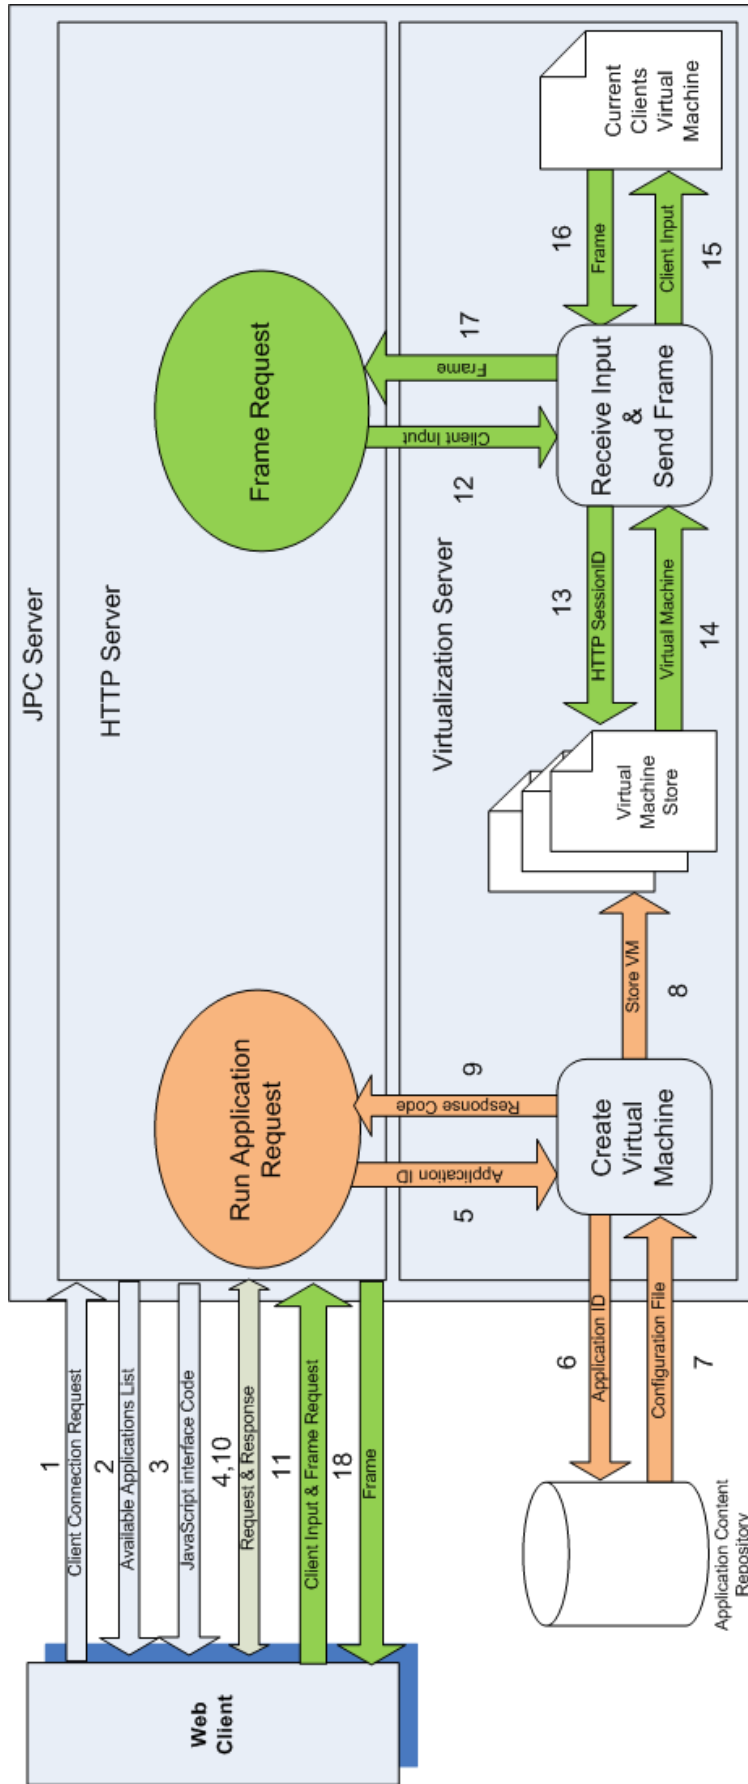 JPC Server
HTTP Server
Virtualization Server
Web
Client
1
Client Connection Request
2
Available Applications List
3
JavaScript interface Code
4,10
Request & Response
11
Client Input & Frame Request
18
Frame
Run Application
Request
5
Application ID
9
Response Code
Create
Virtual
Machine
6
Application ID
7
Configuration File
Application Content
Repository
8
Store VM
Virtual
Machine
Store
Frame Request
12
Client Input
17
Frame
Receive Input
&
Send Frame
13
HTTP SessionID
14
Virtual Machine
16
Frame
15
Client Input
Current
Clients
Virtual
Machine